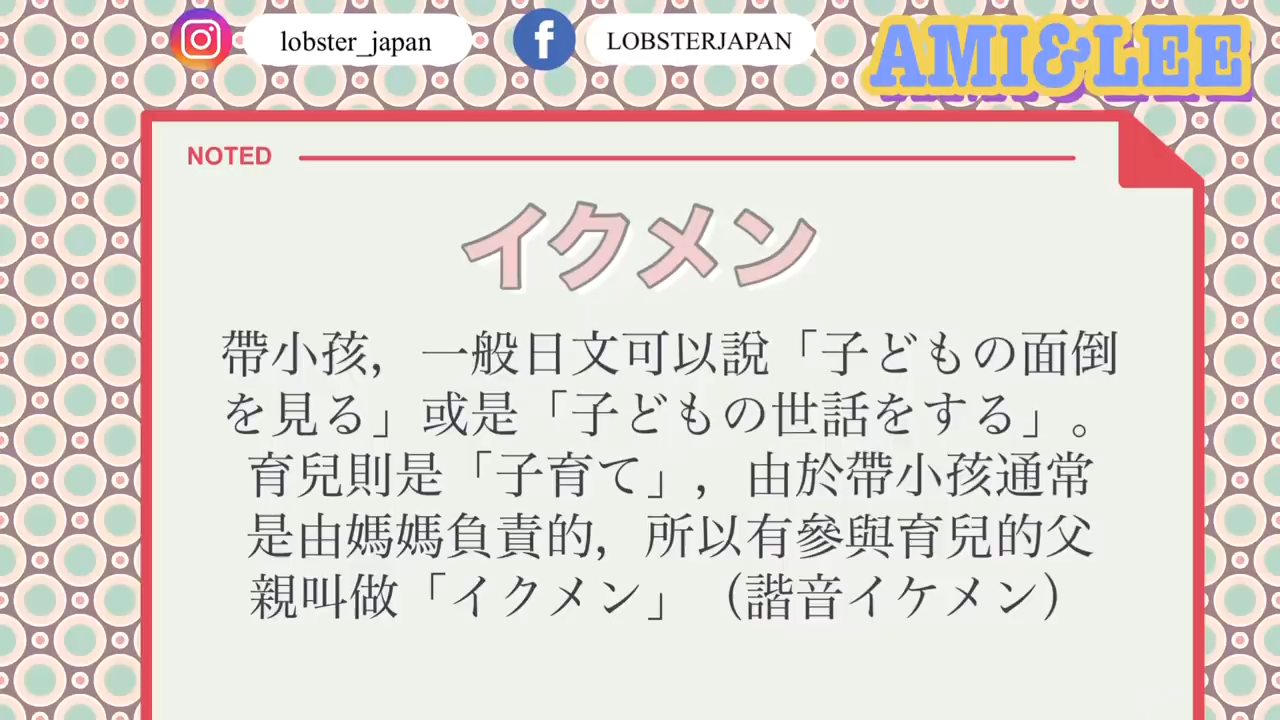 lobster_japan
LOBSTERJAPAN
AMI&LEE
NOTED
イクメン
帶小孩，一般日文可以說「子どもの面倒
を見る」或是「子どもの世話をする」。
育兒則是「子育て」，由於帶小孩通常
是由媽媽負責的，所以有參與育兒的父
親叫做「イクメン」（諧音イケメン）